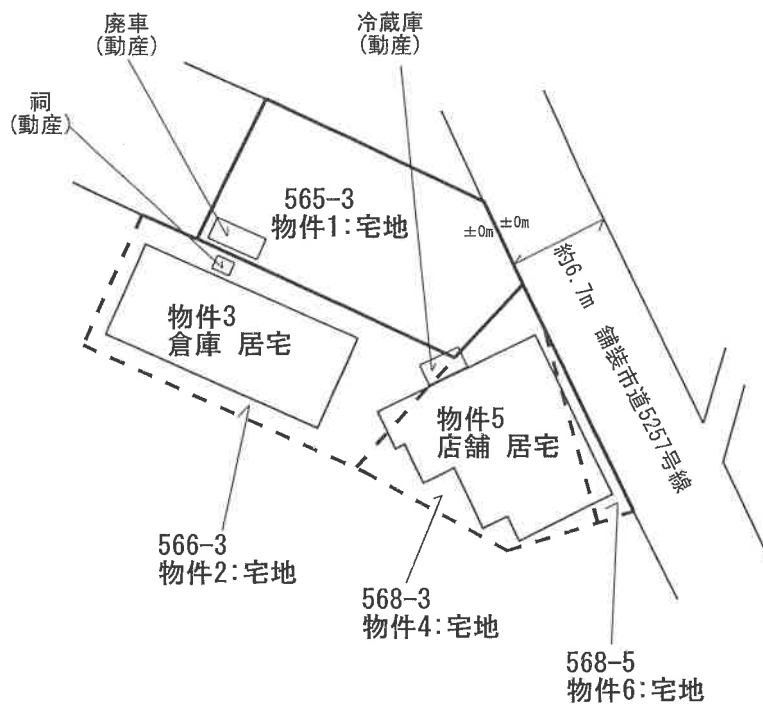 廃車
(動産)
冷蔵庫
(動産)
祠
(動産)
565-3
物件1:宅地
±0m
±0m
約6.7m 舗装市道5257号線
物件3
倉庫 居宅
物件5
店舗 居宅
566-3
物件2:宅地
568-3
物件4:宅地
568-5
物件6:宅地